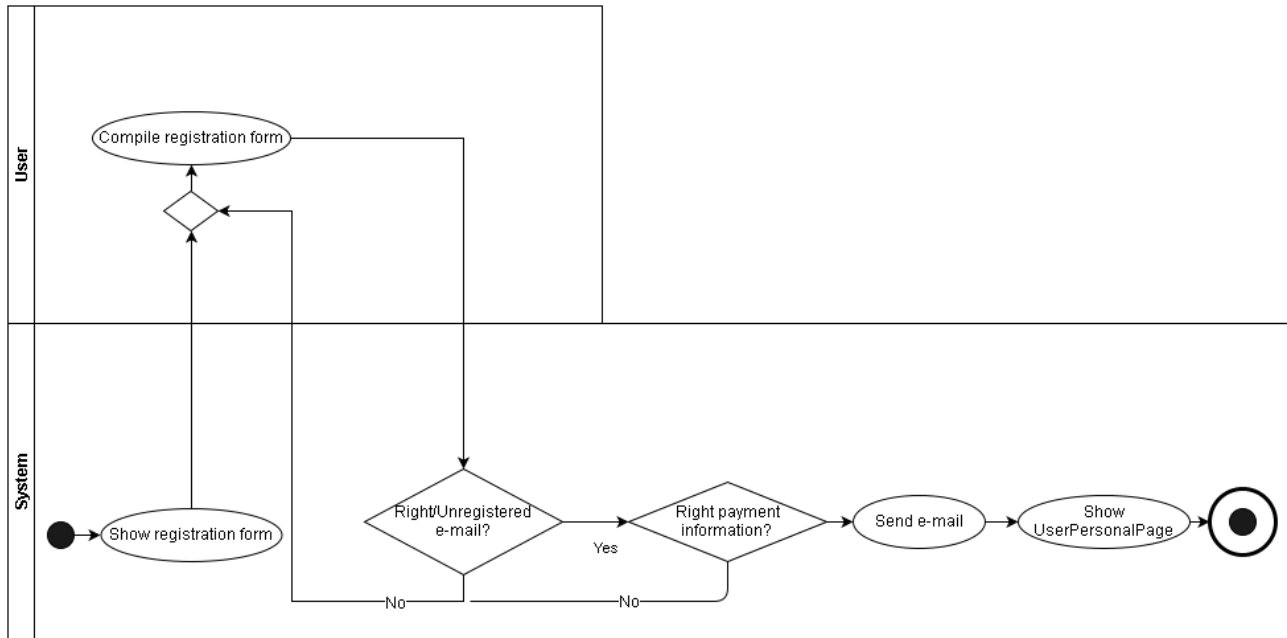 User
Compile registration form
System
Show registration form
Right/Unregistered
e-mail?
Yes
No
Right payment
information?
No
Send e-mail
Show
UserPersonalPage